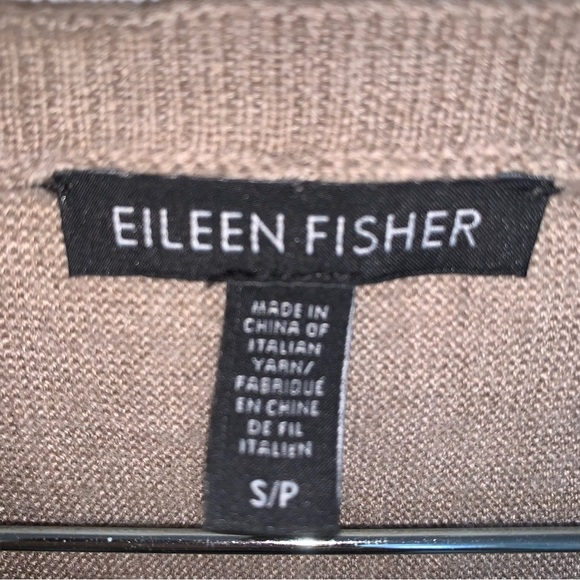 EILEEN FISHER
MADE IN
CHINA OF
ITALIAN
YARN/
FABRIQUÉ
EN CHINE
DE FIL
ITALIEN
S/P